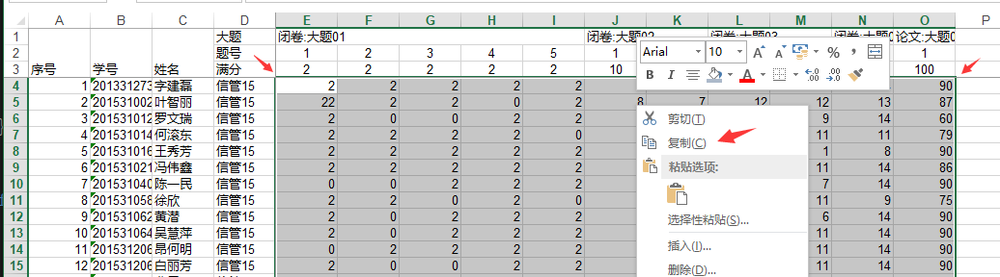 A B C D E F G H I J K L M N O P
1 大题 闭卷:大题01 闭卷:大题02 闭卷:大题03 闭卷:大题 论文:大题
2 题号 1 2 3 4 5 1 1
3 序号 学号 姓名 满分 2 2 2 2 2 10 100
Arial 10 A A %
B I A .00
4 1 201331273 字建磊 信管15 2 2 2 2 2 90
5 2 201531002 叶智丽 信管15 22 2 2 0 2 8 7 12 12 13 87
6 3 201531012 罗文瑞 信管15 2 0 0 2 2 9 14 60
7 4 201531014 何滚东 信管15 2 2 2 2 0 11 11 79
8 5 201531016 王秀芳 信管15 2 2 2 2 2 1 8 90
9 6 201531021 冯伟鑫 信管15 2 2 2 2 2 11 14 86
10 7 201531040 陈一民 信管15 0 0 2 2 2 7 14 90
11 8 201531058 徐欣 信管15 2 2 0 2 0 11 9 75
12 9 201531062 黄潜 信管15 2 0 2 2 2 6 14 90
13 10 201531064 吴慧萍 信管15 2 0 2 2 2 11 14 90
14 11 201531206 昂何明 信管15 0 2 2 2 2 11 14 90
15 12 201531206 白丽芳 信管15 2 0 0 2 2 11 14 100
剪切(T)
复制(C)
粘贴选项:
选择性粘贴(S)...
插入(I)...
删除(D)...